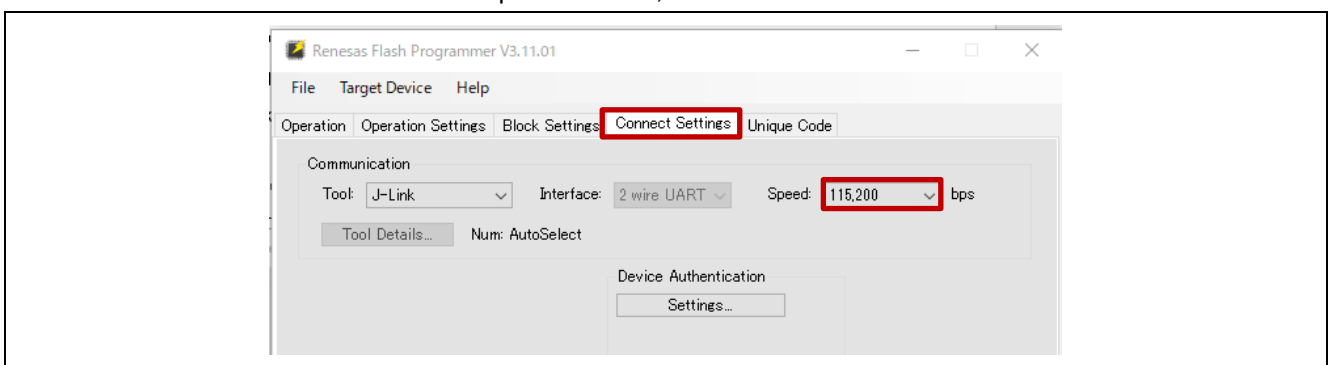 Renesas Flash Programmer V3.11.01
File Target Device Help
Operation Operation Settings Block Settings Connect Settings Unique Code
Communication
Tool: J-Link Interface: 2 wire UART Speed: 115,200 bps
Tool Details... Num: AutoSelect
Device Authentication
Settings...